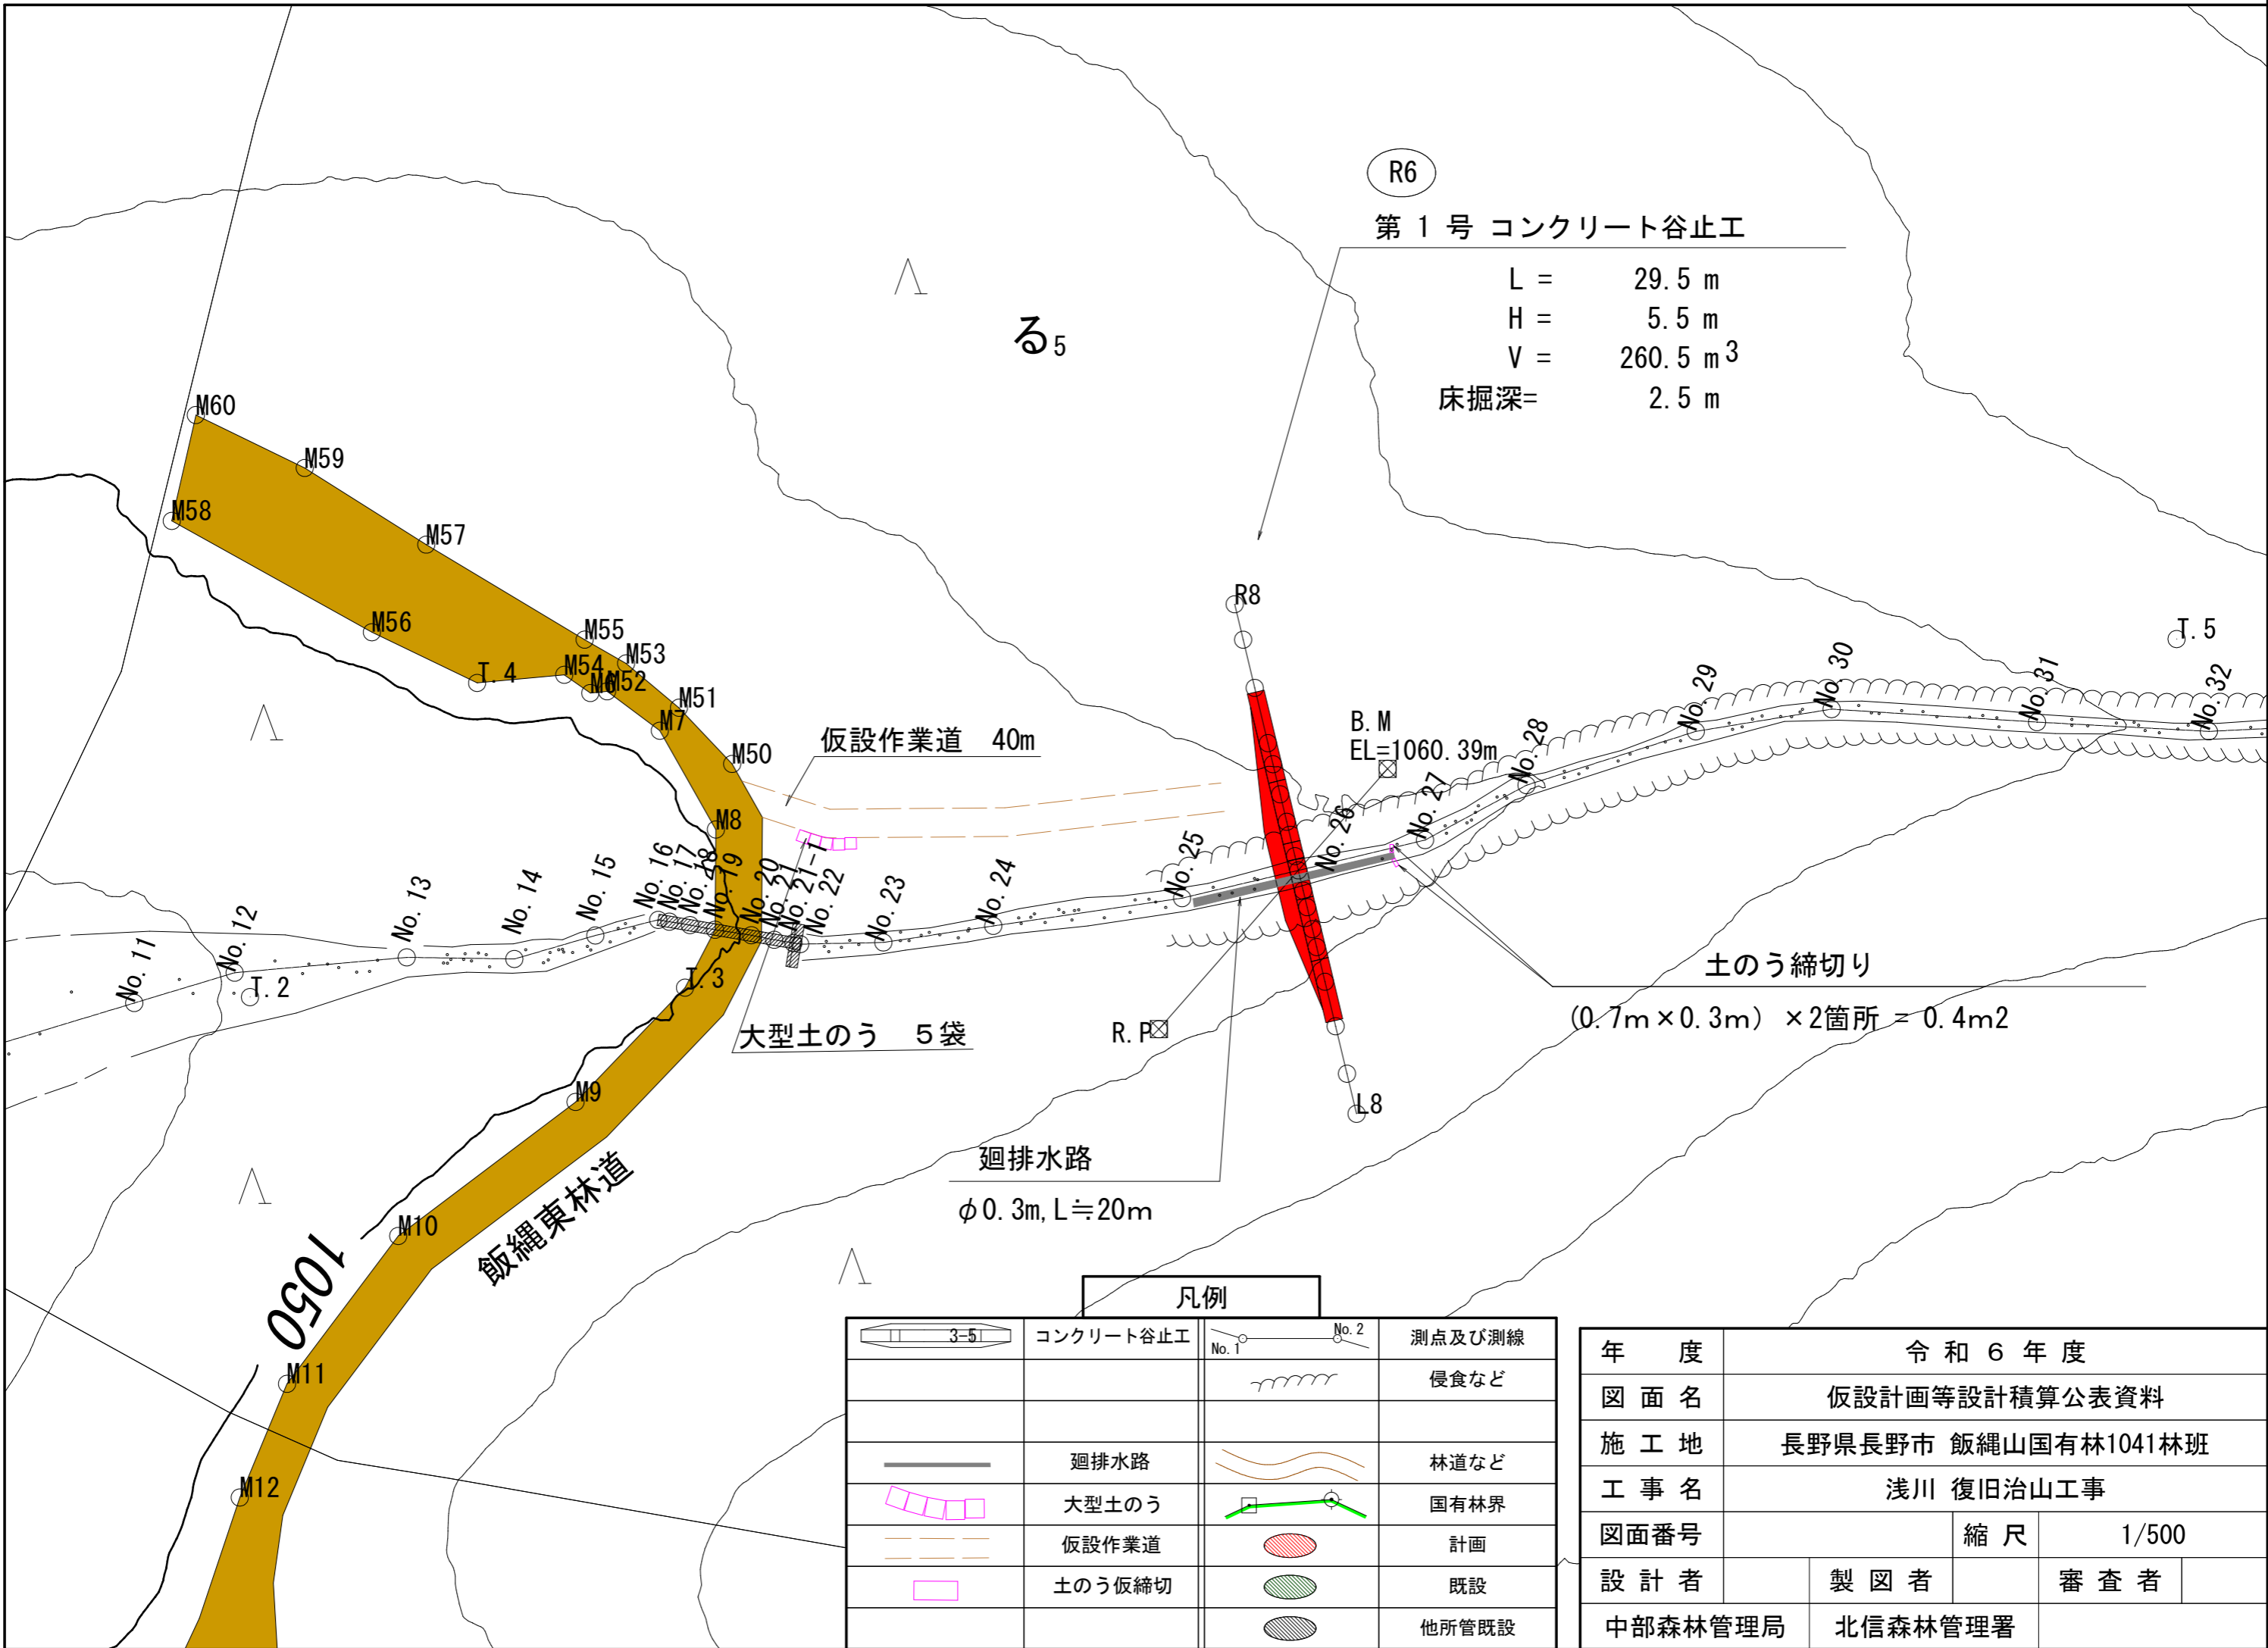 R6
第 1 号 コンクリート谷止工
L = 29.5 m
H = 5.5 m
V = 260.5 m3
床掘深= 2.5 m
る5
M60
M59
M58
M57
M56
M55
M53
M54
T.4
M6
M52
M51
M7
M50
M8
仮設作業道 40m
R8
B.M
EL=1060.39m
T.5
No.11
No.12
No.13
No.14
No.15
No.16
No.17
No.18
No.19
No.20
No.21
No.21-1
No.22
No.23
No.24
No.25
No.26
No.27
No.28
No.29
No.30
No.31
No.32
T.2
T.3
大型土のう 5袋
R.P
土のう締切り
(0.7m×0.3m) ×2箇所 = 0.4m2
L8
M9
廻排水路
φ0.3m,L≒20m
飯縄東林道
M10
1050
M11
M12
凡例
3-5 コンクリート谷止工 No.1 No.2 測点及び測線
侵食など
廻排水路 林道など
大型土のう 国有林界
仮設作業道 計画
土のう仮締切 既設
他所管既設
年 度 令 和 6 年 度
図 面 名 仮設計画等設計積算公表資料
施 工 地 長野県長野市 飯縄山国有林1041林班
工 事 名 浅川 復旧治山工事
図面番号 縮 尺 1/500
設 計 者 製 図 者 審 査 者
中部森林管理局 北信森林管理署